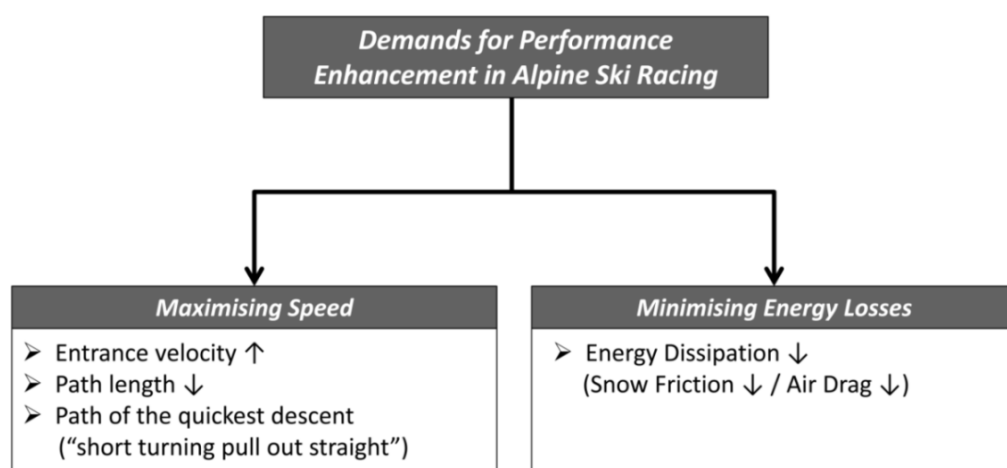 Demands for Performance
Enhancement in Alpine Ski Racing
Maximising Speed
➢ Entrance velocity ↑
➢ Path length ↓
➢ Path of the quickest descent
(“short turning pull out straight”)
Minimising Energy Losses
➢ Energy Dissipation ↓
(Snow Friction ↓ / Air Drag ↓)